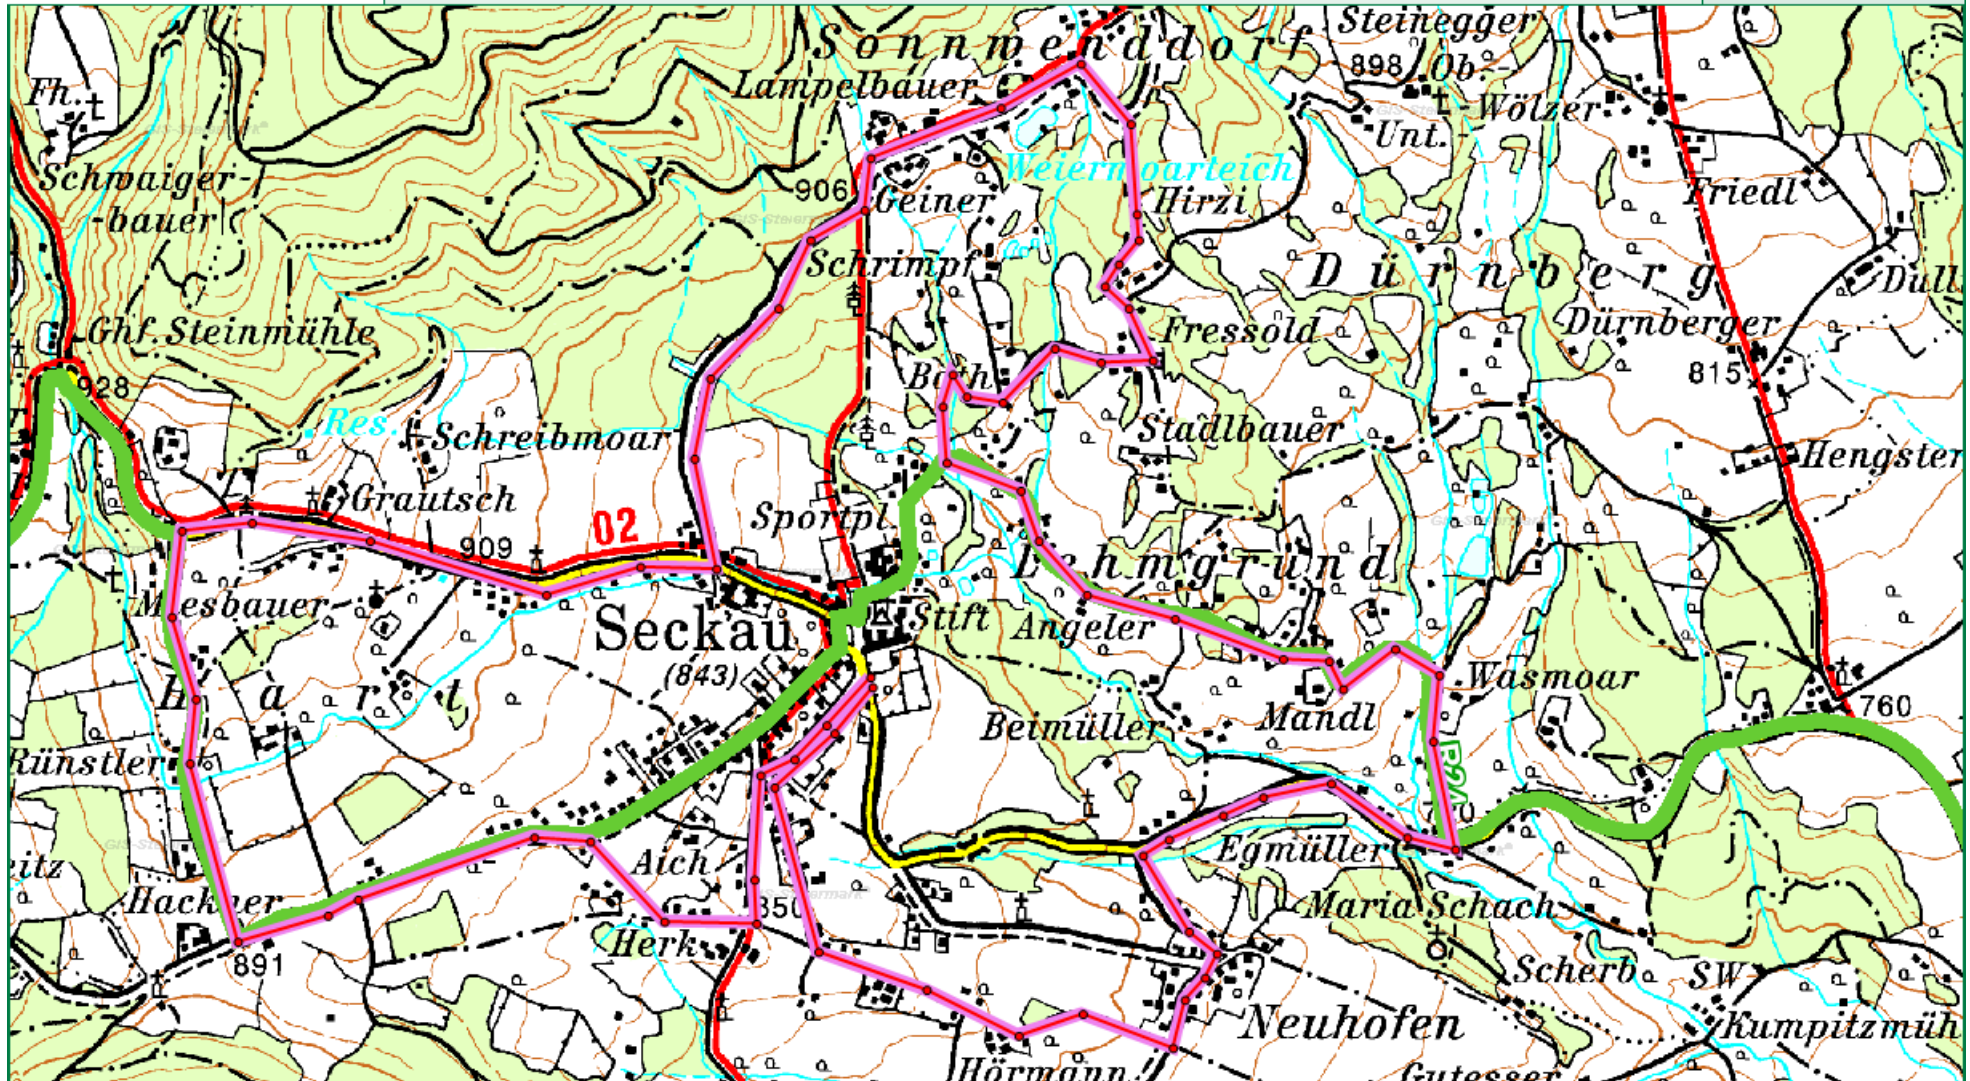 Sonnmenddorf
Steinegger
Lampelbauer
898
Ob.-
Wölzer
Unt.
Fh.
Schwaiger-
-bauer
Weiermoarteich
906
Geiner
Hirzi
Friedl
Schrimpf
Dürnberg
Ghf. Steinmühle
Fressold
Dürnberger
928
815
Res.
Schreibmoar
Stadlbauer
Hengster
Grautsch
02
Sportpl.
909
Lehmgrund
Miesbauer
Seckau
(843)
Stift
Angeler
Hart
Wasmoar
Mandl
760
Beimüller
Künstler
B9A
Egmüller
Aich
850
Hackner
Herk
891
Maria Schach
Scherb
SW
Neuhofen
Kumpitzmüh
Hörmann
Gutesser